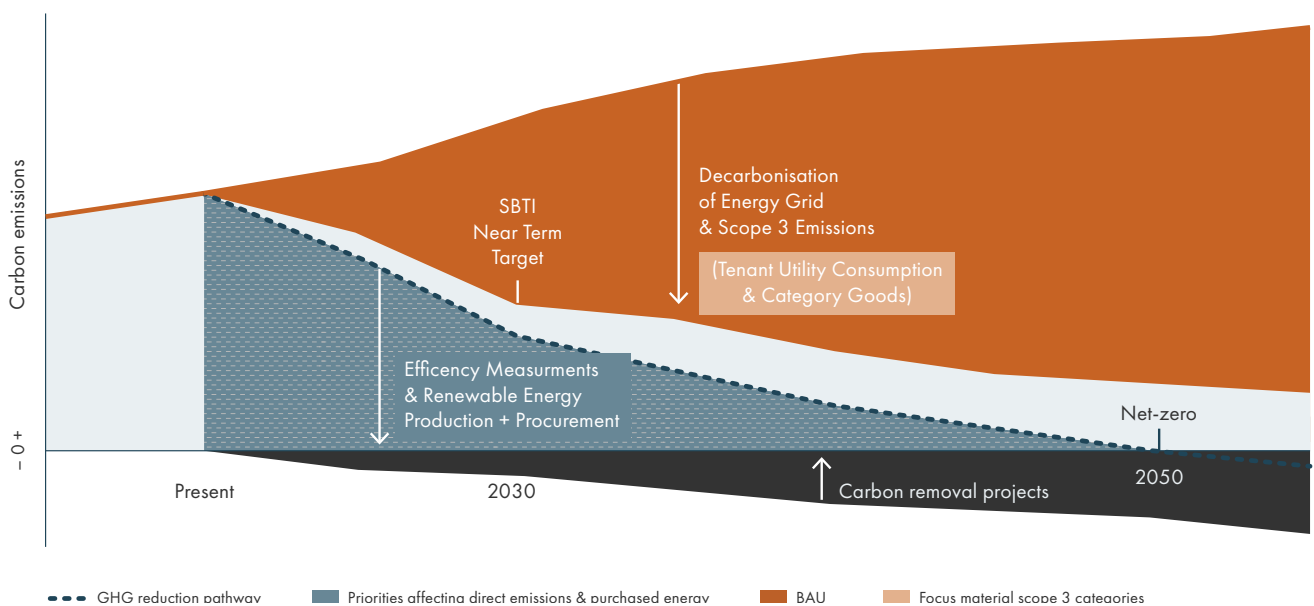 Carbon emissions
– 0 +
SBTI
Near Term
Target
Decarbonisation
of Energy Grid
& Scope 3 Emissions
(Tenant Utility Consumption
& Category Goods)
Efficency Measurments
& Renewable Energy
Production + Procurement
Net-zero
Present
2030
Carbon removal projects
2050
GHG reduction pathway
Priorities affecting direct emissions & purchased energy
BAU
Focus material scope 3 categories